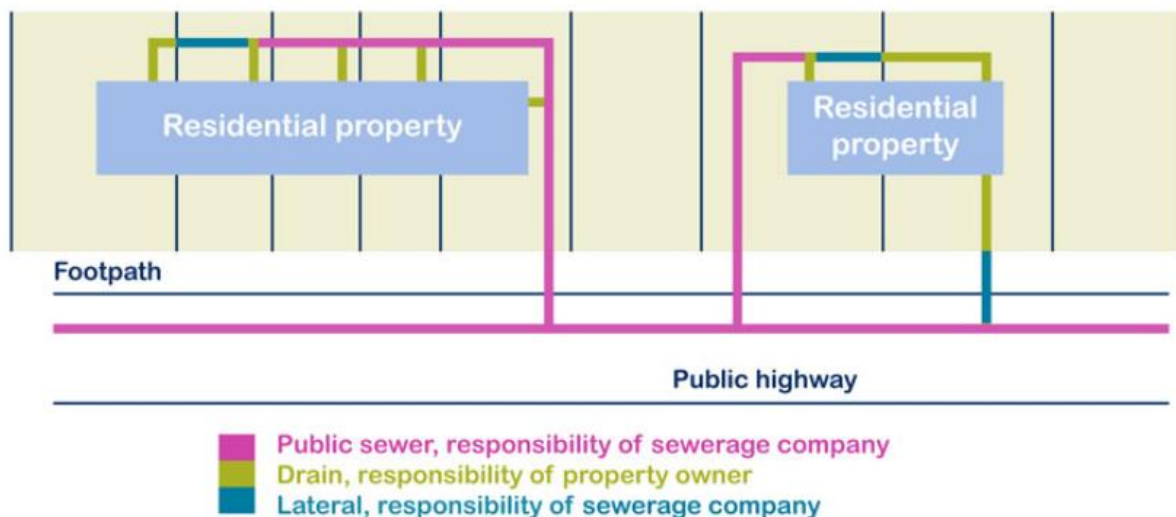 Residential property
Residential
property
Footpath
Public highway
Public sewer, responsibility of sewerage company
Drain, responsibility of property owner
Lateral, responsibility of sewerage company